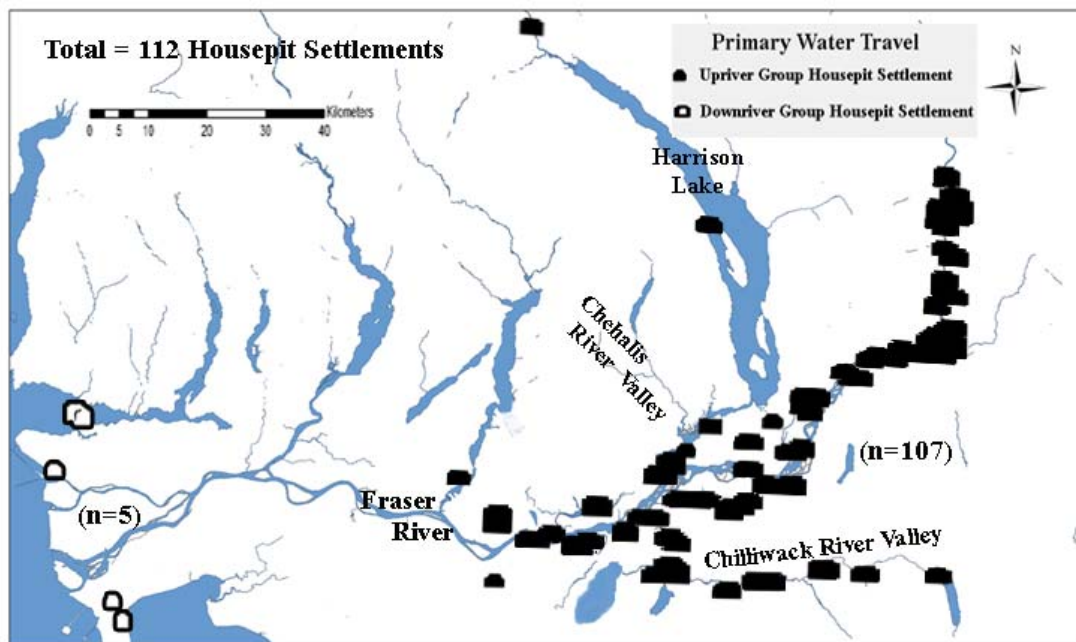 Total = 112 Housepit Settlements
Primary Water Travel
Upriver Group Housepit Settlement
Downriver Group Housepit Settlement
N
Kilometers
0 5 10 20 30 40
Harrison
Lake
Chehalis
River Valley
(n=107)
Fraser
River
(n=5)
Chilliwack River Valley